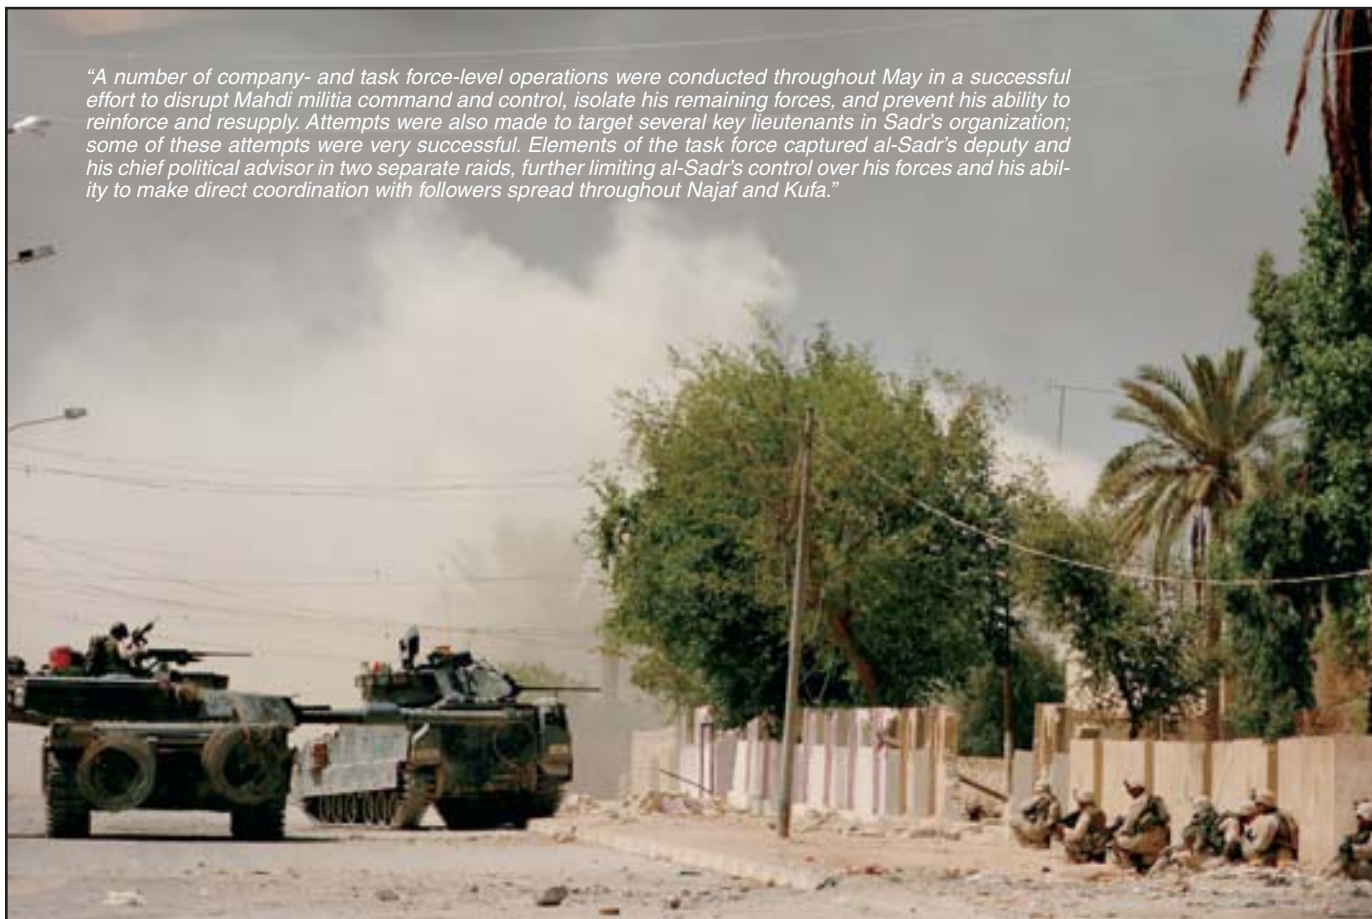 “A number of company- and task force-level operations were conducted throughout May in a successful
effort to disrupt Mahdi militia command and control, isolate his remaining forces, and prevent his ability to
reinforce and resupply. Attempts were also made to target several key lieutenants in Sadr’s organization;
some of these attempts were very successful. Elements of the task force captured al-Sadr’s deputy and
his chief political advisor in two separate raids, further limiting al-Sadr’s control over his forces and his abil-
ity to make direct coordination with followers spread throughout Najaf and Kufa.”